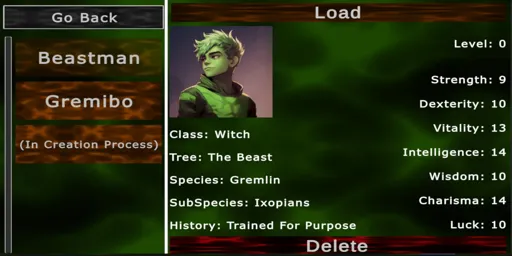 Go Back
Beastman
Gremibo
(In Creation Process)
Load
Level: 0
Strength: 9
Dexterity: 10
Vitality: 13
Intelligence: 14
Wisdom: 10
Charisma: 14
Luck: 10
Class: Witch
Tree: The Beast
Species: Gremlin
SubSpecies: Ixopians
History: Trained For Purpose
Delete